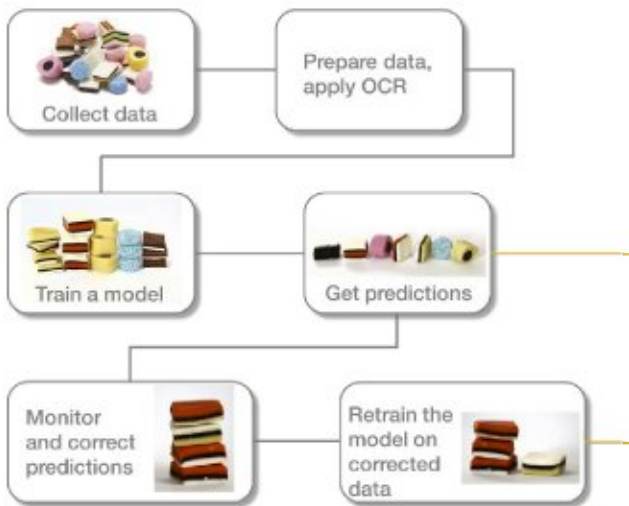 Collect data
Prepare data,
apply OCR
Train a model
Get predictions
Monitor
and correct
predictions
Retrain the
model on
corrected
data